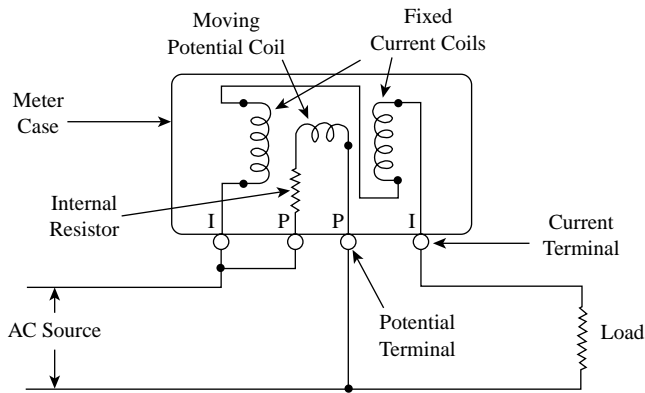 Moving
Potential Coil
Fixed
Current Coils
Meter
Case
Internal
Resistor
I
P
P
I
Current
Terminal
AC Source
Potential
Terminal
Load